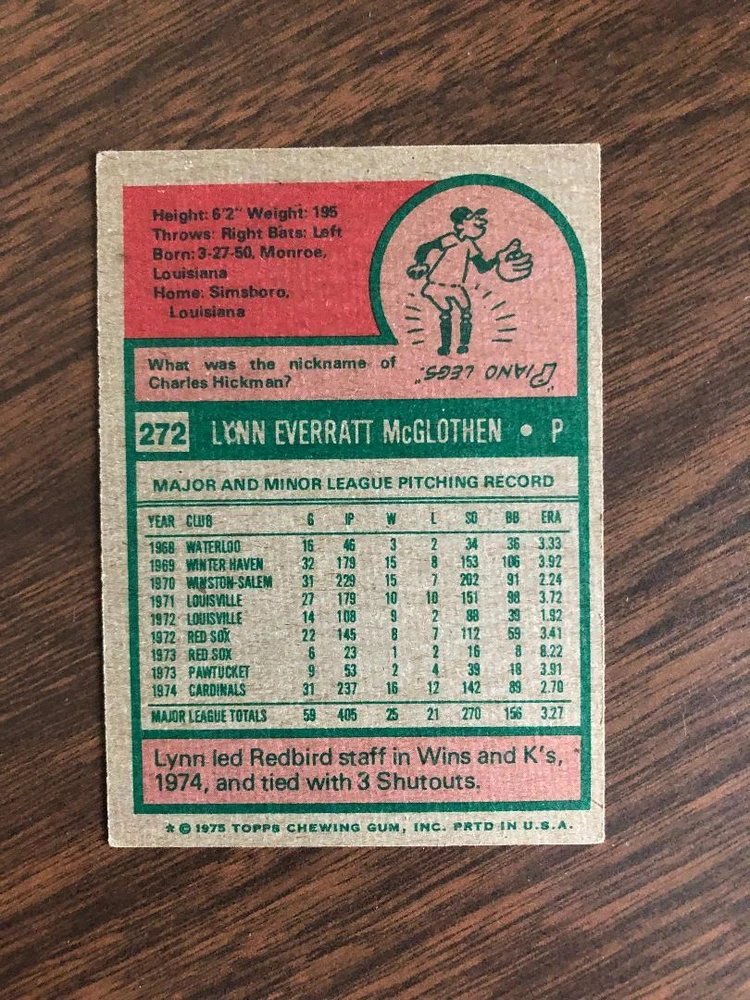 Height: 6'2" Weight: 195
Throws: Right Bats: Left
Born: 3-27-50, Monroe,
Louisiana
Home: Simsboro,
Louisiana
What was the nickname of
Charles Hickman?
"PIANO LEGS."
272 LYNN EVERRATT McGLOTHEN • P
MAJOR AND MINOR LEAGUE PITCHING RECORD
YEAR CLUB G IP W L SO BB ERA
1968 WATERLOO 16 46 3 2 34 36 3.33
1969 WINTER HAVEN 32 179 15 8 153 106 3.92
1970 WINSTON-SALEM 31 229 15 7 202 91 2.24
1971 LOUISVILLE 27 179 10 10 151 98 3.72
1972 LOUISVILLE 14 108 9 2 88 39 1.92
1972 RED SOX 22 145 8 7 112 59 3.41
1973 RED SOX 6 23 1 2 16 8 8.22
1973 PAWTUCKET 9 53 2 4 39 18 3.91
1974 CARDINALS 31 237 16 12 142 89 2.70
MAJOR LEAGUE TOTALS 59 405 25 21 270 156 3.27
Lynn led Redbird staff in Wins and K's,
1974, and tied with 3 Shutouts.
* © 1975 TOPPS CHEWING GUM, INC. PRTD IN U.S.A.